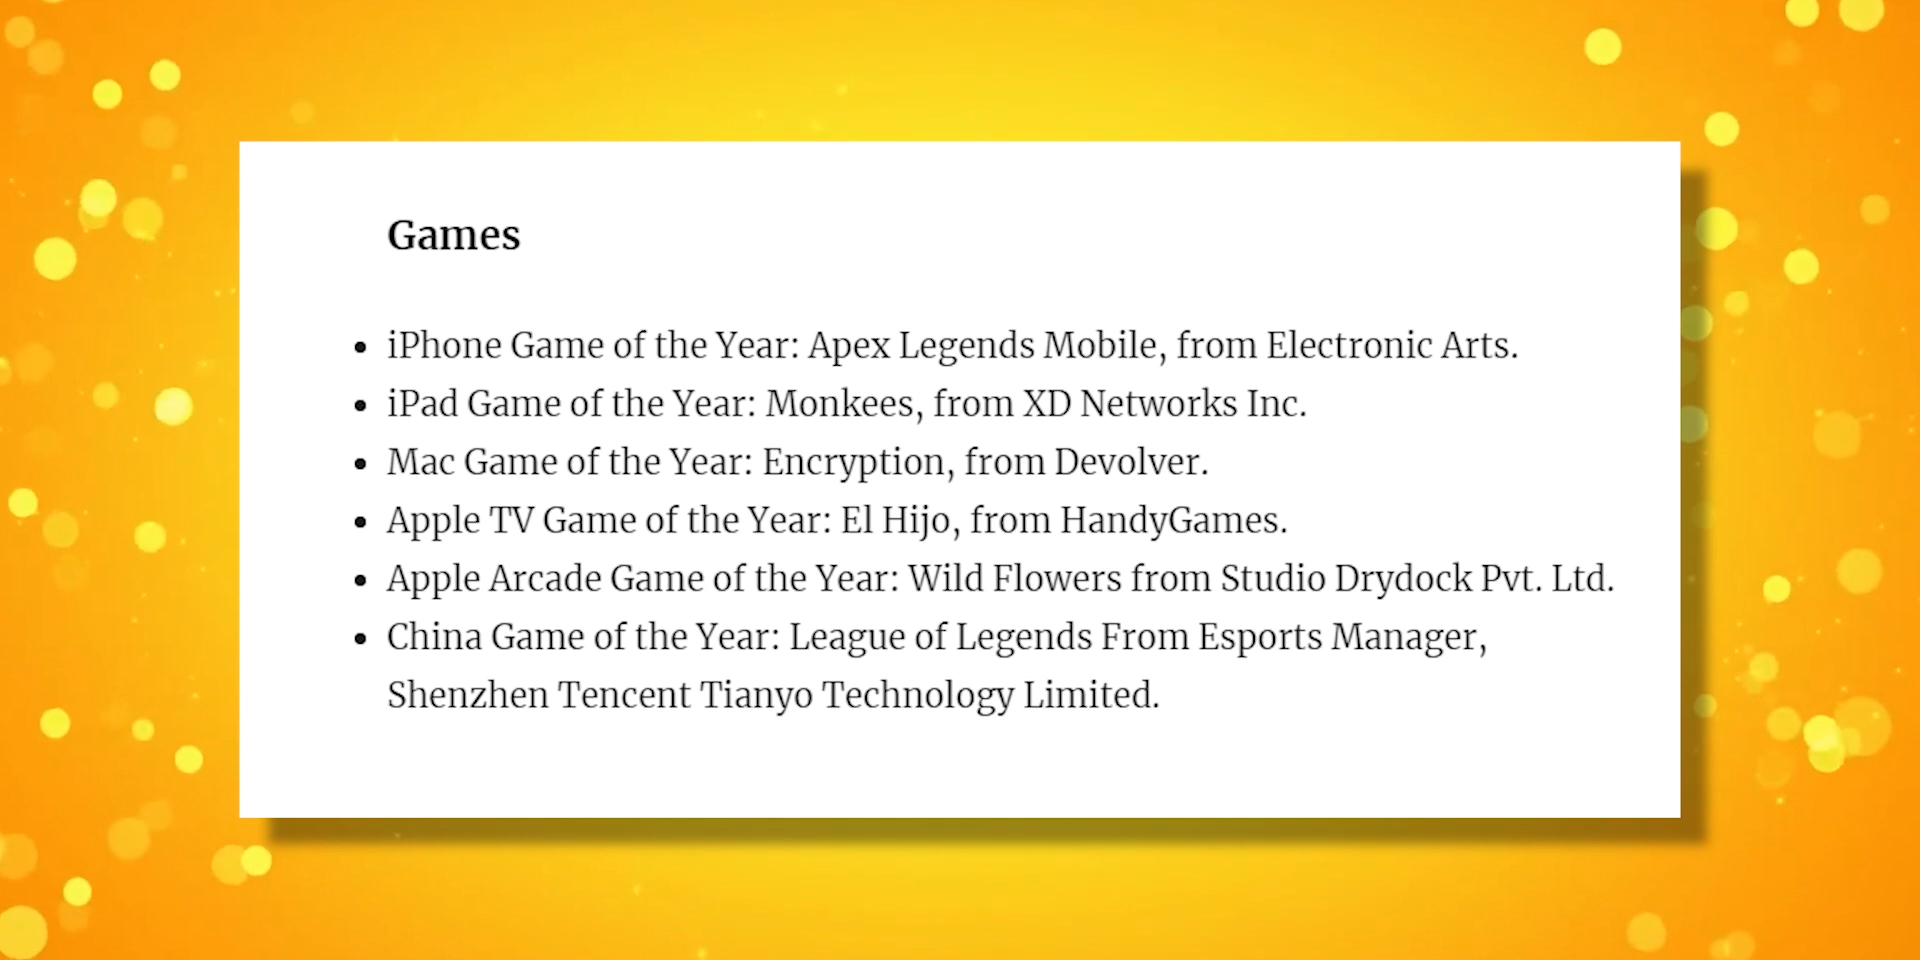 Games
• iPhone Game of the Year: Apex Legends Mobile, from Electronic Arts.
• iPad Game of the Year: Monkees, from XD Networks Inc.
• Mac Game of the Year: Encryption, from Devolver.
• Apple TV Game of the Year: El Hijo, from HandyGames.
• Apple Arcade Game of the Year: Wild Flowers from Studio Drydock Pvt. Ltd.
• China Game of the Year: League of Legends From Esports Manager,
Shenzhen Tencent Tianyo Technology Limited.